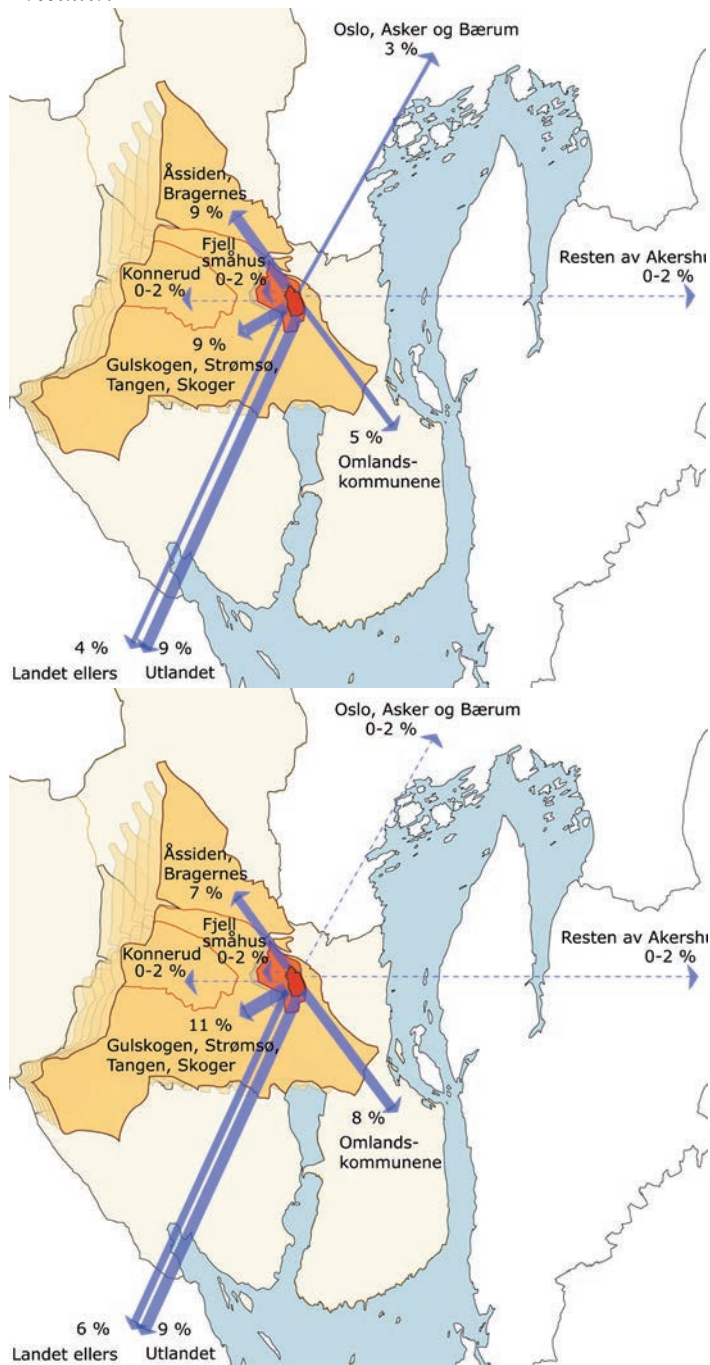 Oslo, Asker og Bærum
3 %
Åssiden,
Bragernes
9 %
Fjell
småhus
0-2 %
Konnerud
0-2 %
Resten av Akershu
0-2 %
9 %
Gulskogen, Strømsø,
Tangen, Skoger
5 %
Omlands-
kommunene
4 %
Landet ellers
9 %
Utlandet
Oslo, Asker og Bærum
0-2 %
Åssiden,
Bragernes
7 %
Fjell
småhus
0-2 %
Konnerud
0-2 %
Resten av Akershu
0-2 %
11 %
Gulskogen, Strømsø,
Tangen, Skoger
8 %
Omlands-
kommunene
6 %
Landet ellers
9 %
Utlandet